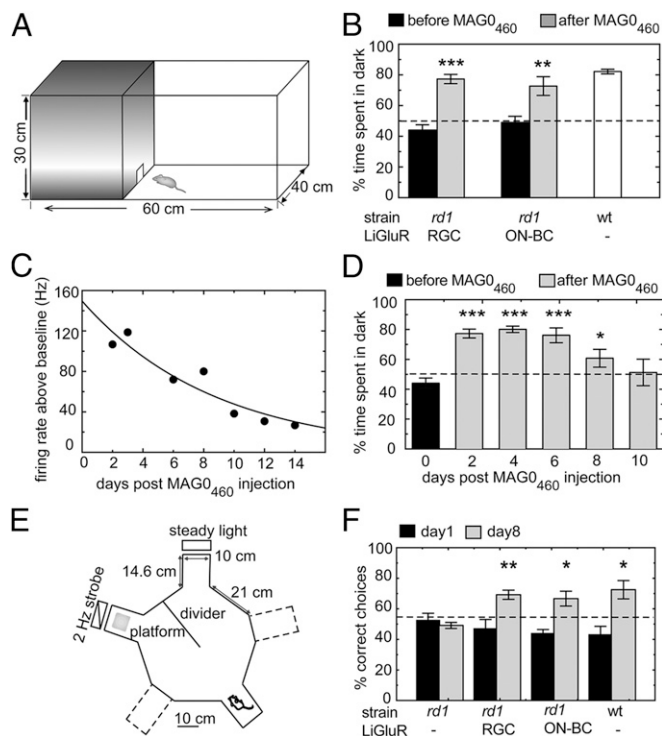 A
30 cm
60 cm
40 cm
B
before MAG0460 after MAG0460
% time spent in dark
80
60
40
20
0
***
**
strain rd1 rd1 wt
LiGluR RGC ON-BC -
C
firing rate above baseline (Hz)
160
120
80
40
0
0 2 4 6 8 10 12 14
days post MAG0460 injection
D
before MAG0460 after MAG0460
% time spent in dark
100
80
60
40
20
0
*** *** ***
*
0 2 4 6 8 10
days post MAG0460 injection
E
steady light
10 cm
14.6 cm
21 cm
2 Hz strobe
divider
platform
10 cm
F
day1 day8
% correct choices
100
80
60
40
20
0
** * *
strain rd1 rd1 rd1 wt
LiGluR - RGC ON-BC -